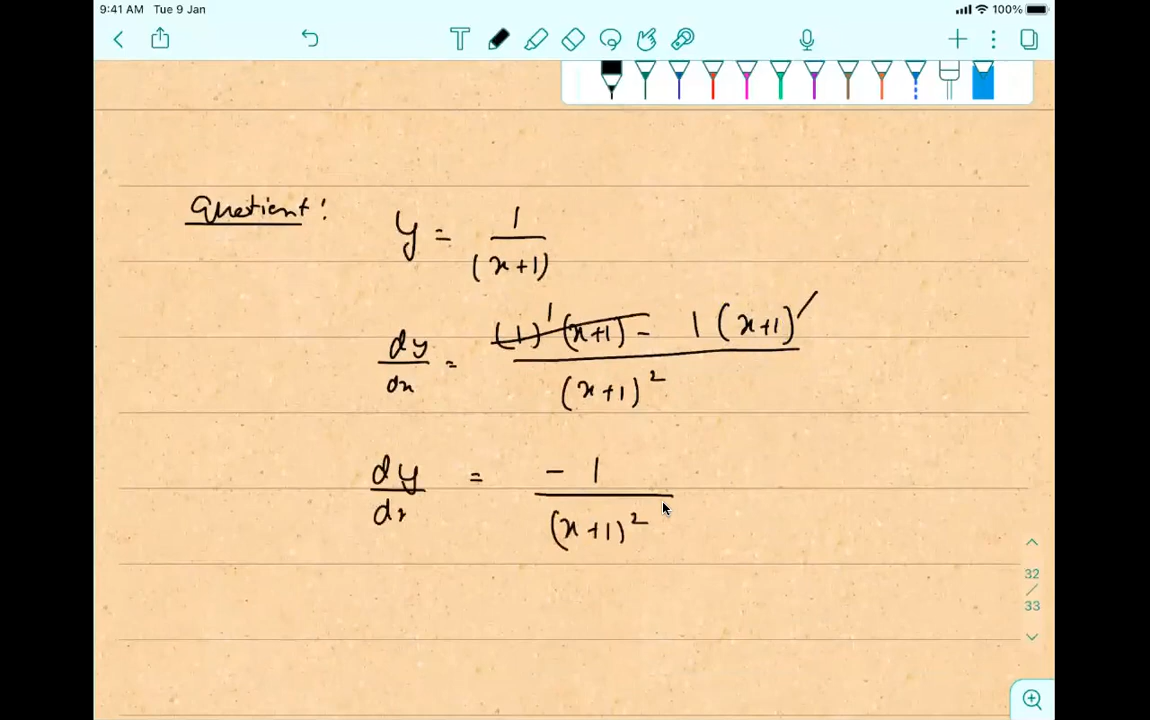 9:41 AM Tue 9 Jan 100%
T
Quotient! y = 1/(x+1)
dy/dx = ((1)'(x+1) - 1(x+1)')/(x+1)²
dy/dx = -1/(x+1)²
32
/
33